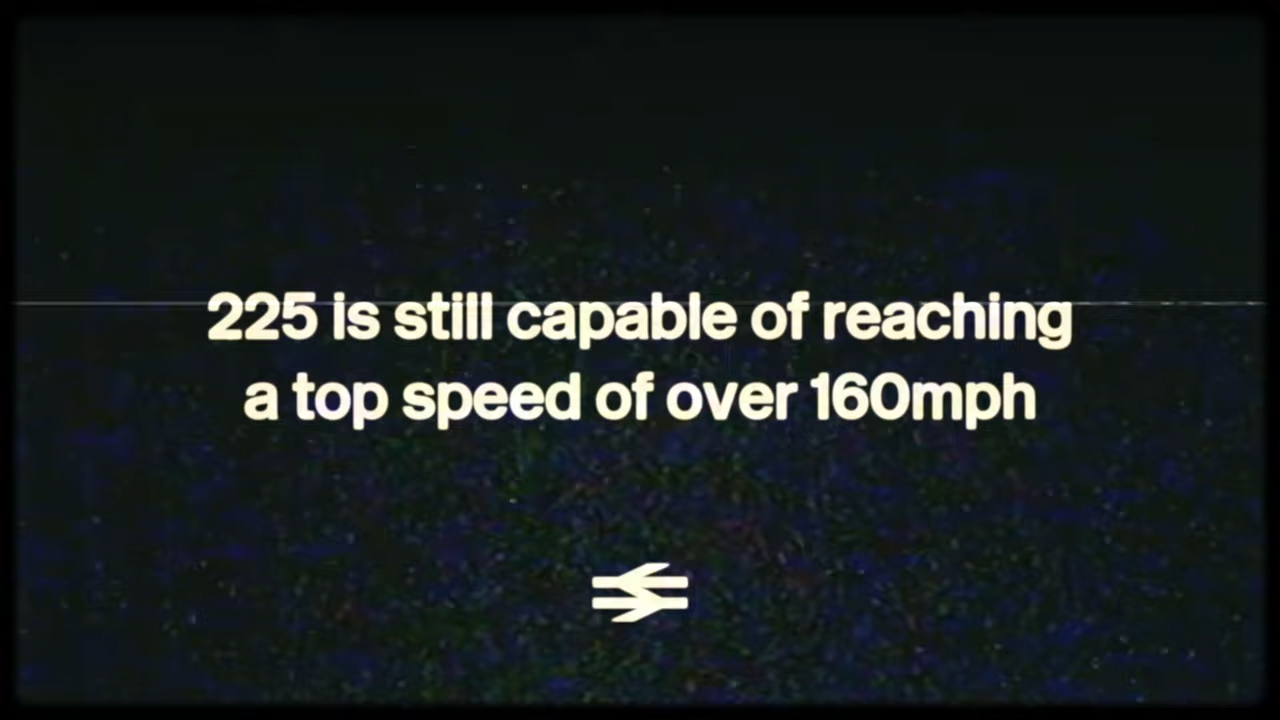 225 is still capable of reaching
a top speed of over 160mph